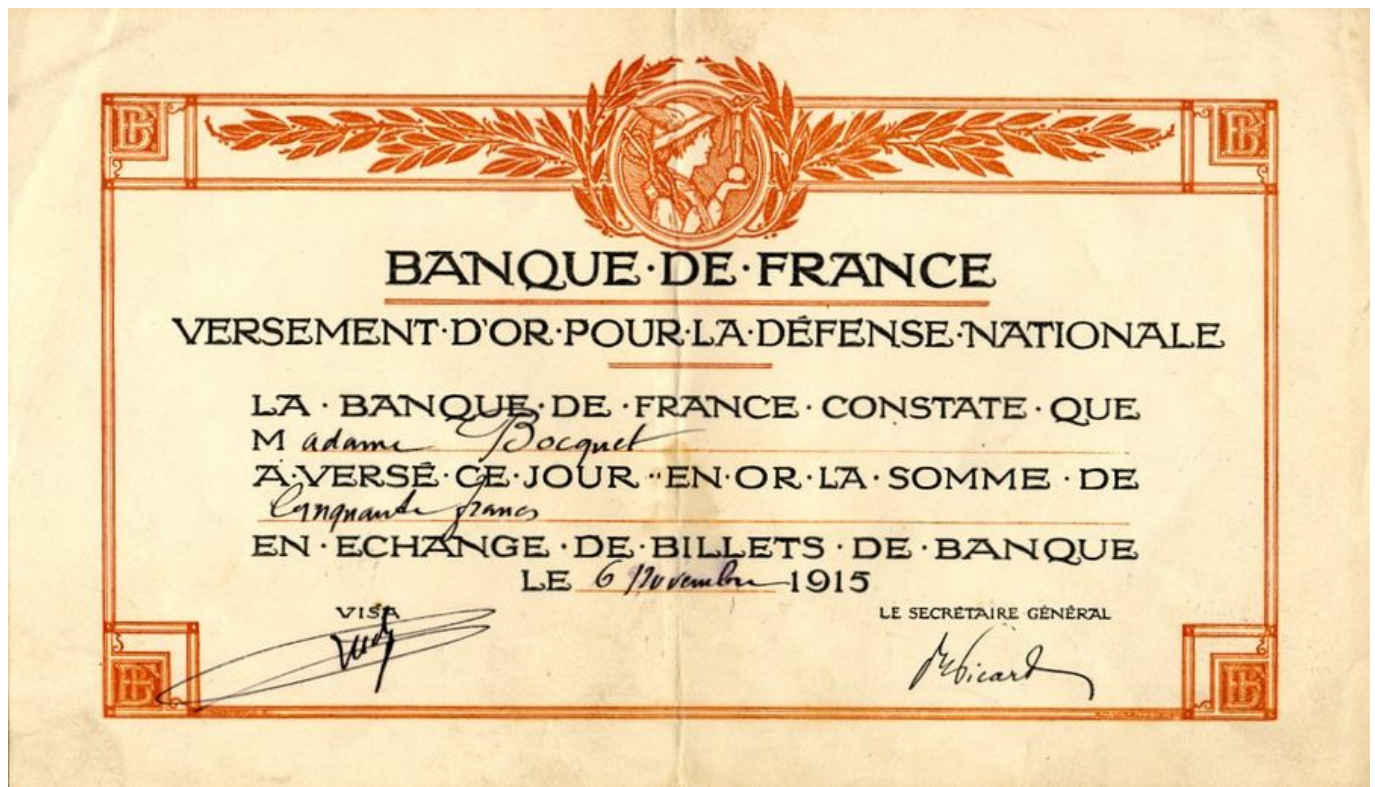 BANQUE·DE·FRANCE
VERSEMENT·D'OR·POUR·LA·DÉFENSE·NATIONALE
LA·BANQUE·DE·FRANCE·CONSTATE·QUE
Madame Bocquet
A·VERSÉ·CE·JOUR·EN·OR·LA·SOMME·DE
Cinquante francs
EN·ECHANGE·DE·BILLETS·DE·BANQUE
LE 6 Novembre 1915
VISA
LE SECRÉTAIRE GÉNÉRAL